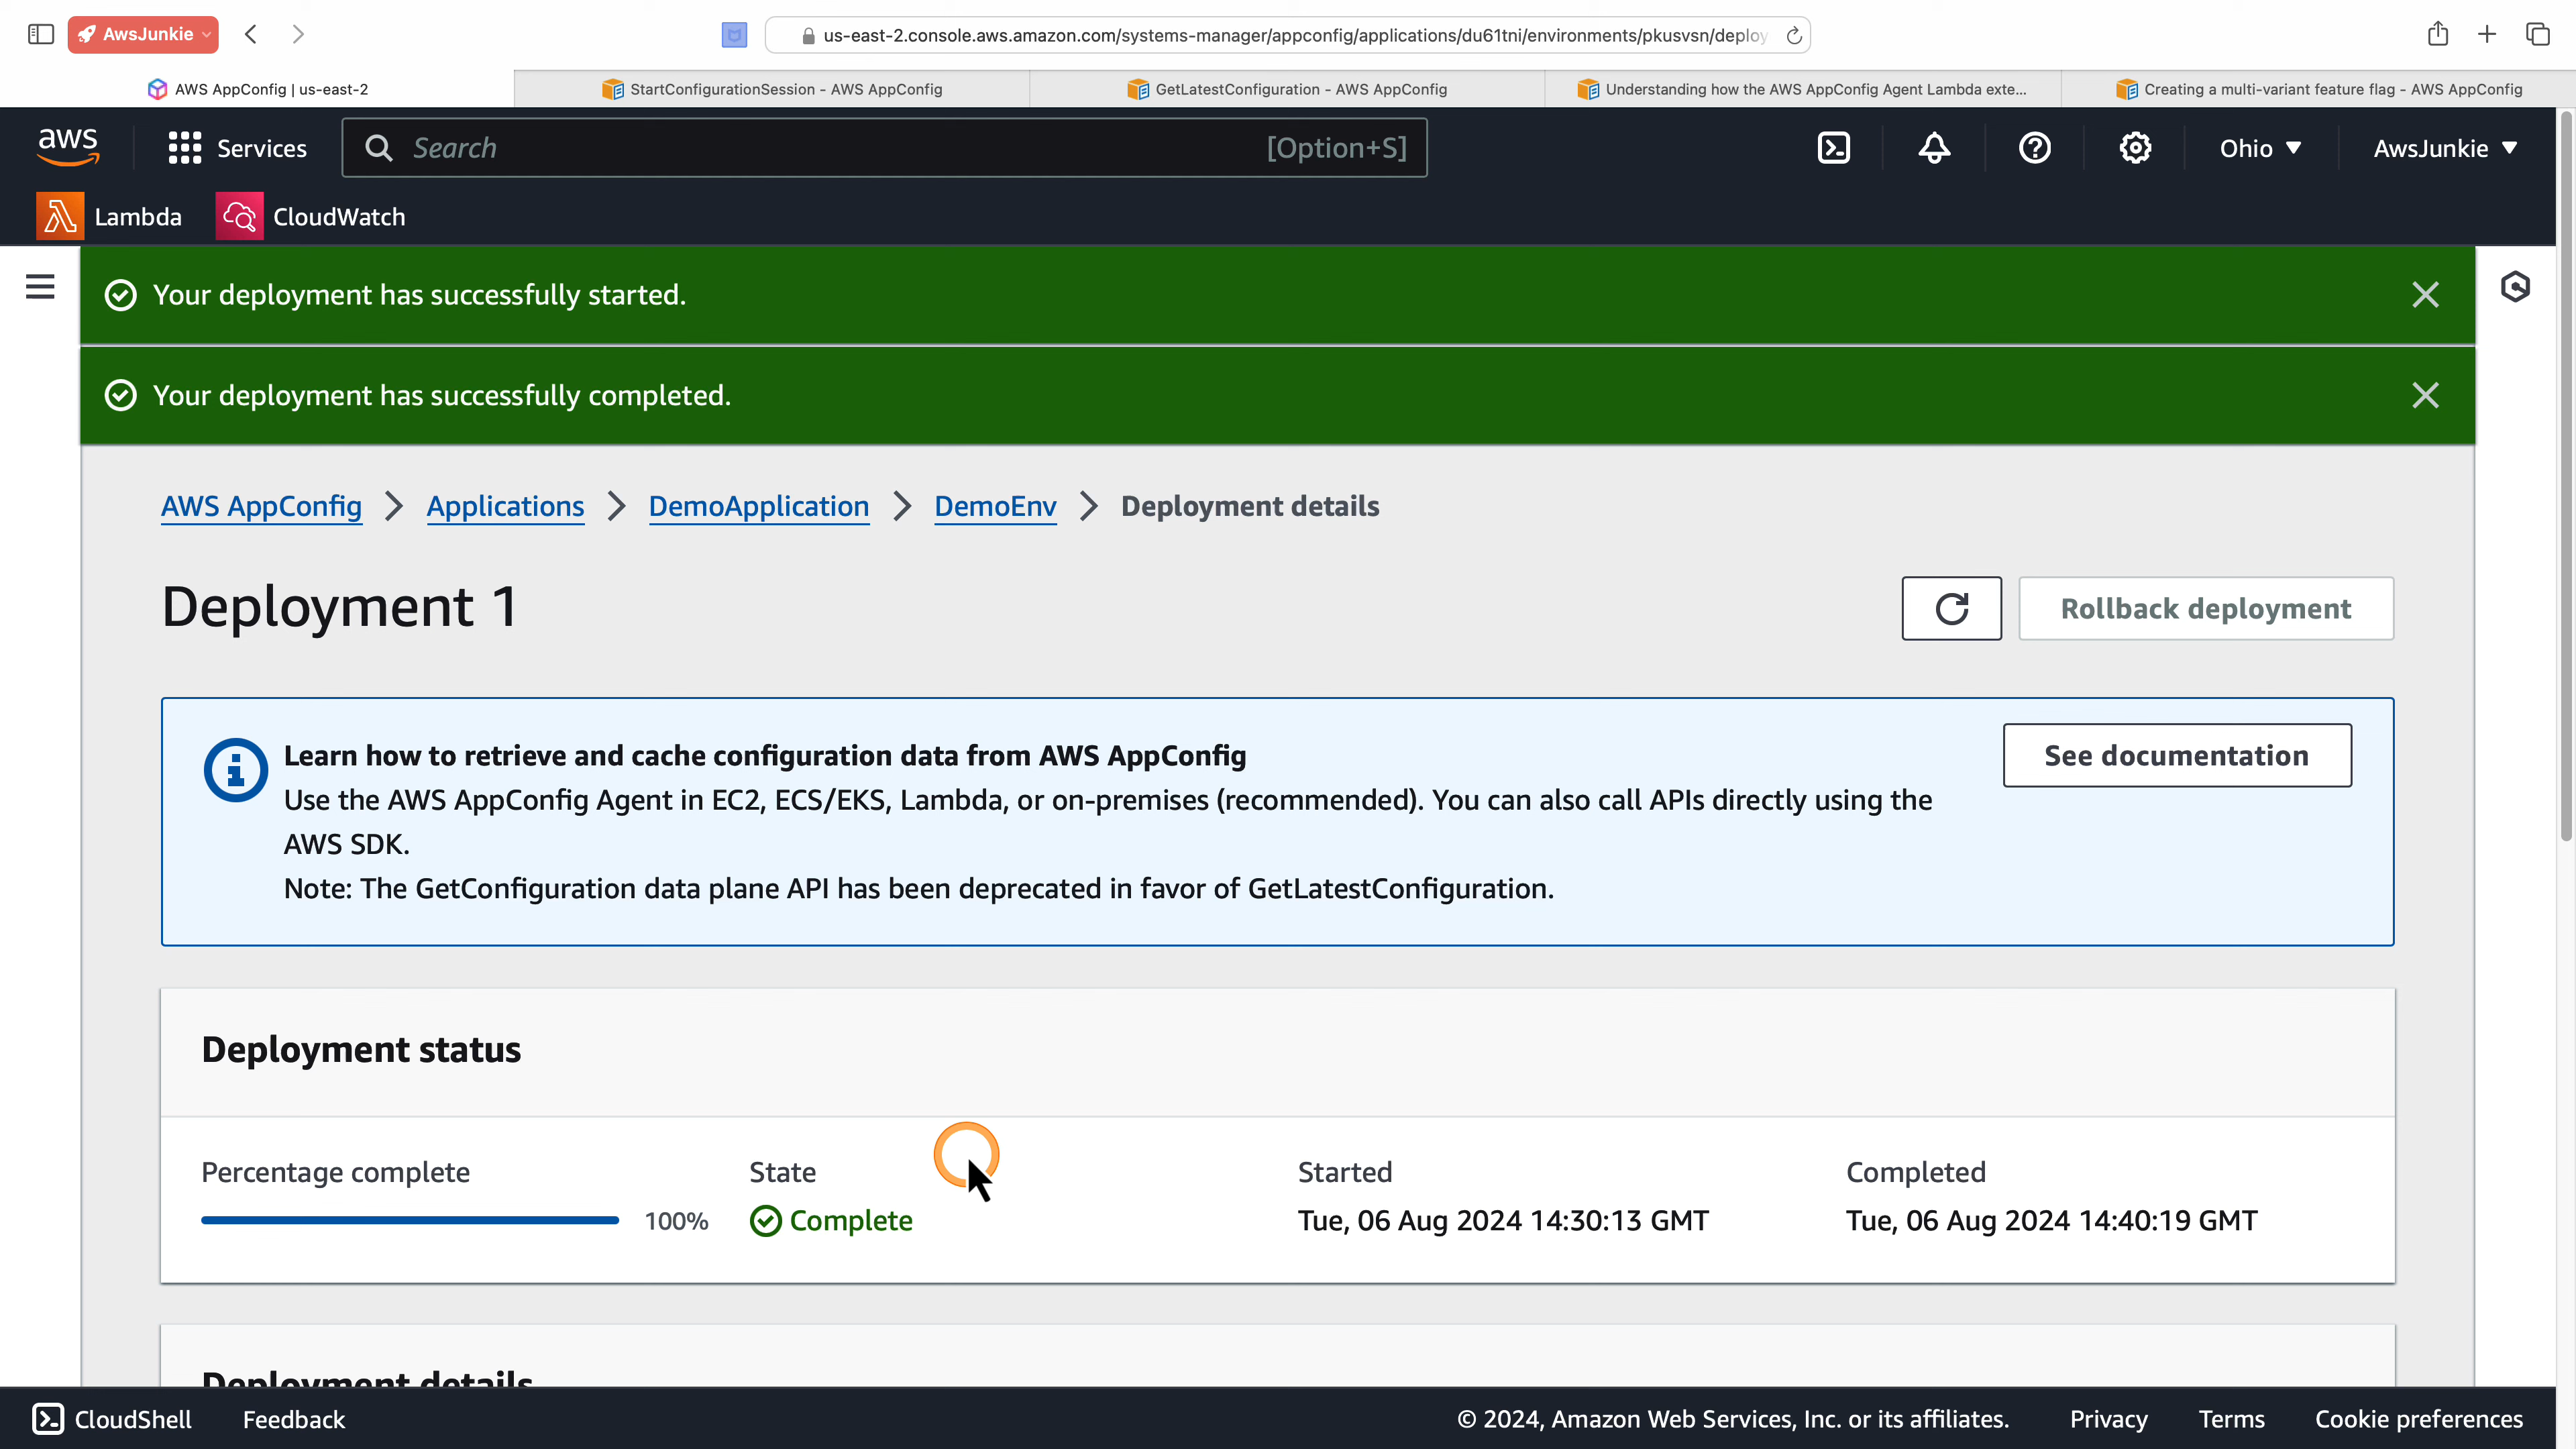 AwsJunkie
us-east-2.console.aws.amazon.com/systems-manager/appconfig/applications/du61tni/environments/pkusvsn/deploy
AWS AppConfig | us-east-2
StartConfigurationSession - AWS AppConfig
GetLatestConfiguration - AWS AppConfig
Understanding how the AWS AppConfig Agent Lambda exte...
Creating a multi-variant feature flag - AWS AppConfig
aws
Services
Search
[Option+S]
Ohio
AwsJunkie
Lambda
CloudWatch
Your deployment has successfully started.
Your deployment has successfully completed.
AWS AppConfig > Applications > DemoApplication > DemoEnv > Deployment details
Deployment 1
Rollback deployment
Learn how to retrieve and cache configuration data from AWS AppConfig
See documentation
Use the AWS AppConfig Agent in EC2, ECS/EKS, Lambda, or on-premises (recommended). You can also call APIs directly using the
AWS SDK.
Note: The GetConfiguration data plane API has been deprecated in favor of GetLatestConfiguration.
Deployment status
Percentage complete
100%
State
Complete
Started
Tue, 06 Aug 2024 14:30:13 GMT
Completed
Tue, 06 Aug 2024 14:40:19 GMT
Deployment details
CloudShell
Feedback
© 2024, Amazon Web Services, Inc. or its affiliates.
Privacy
Terms
Cookie preferences